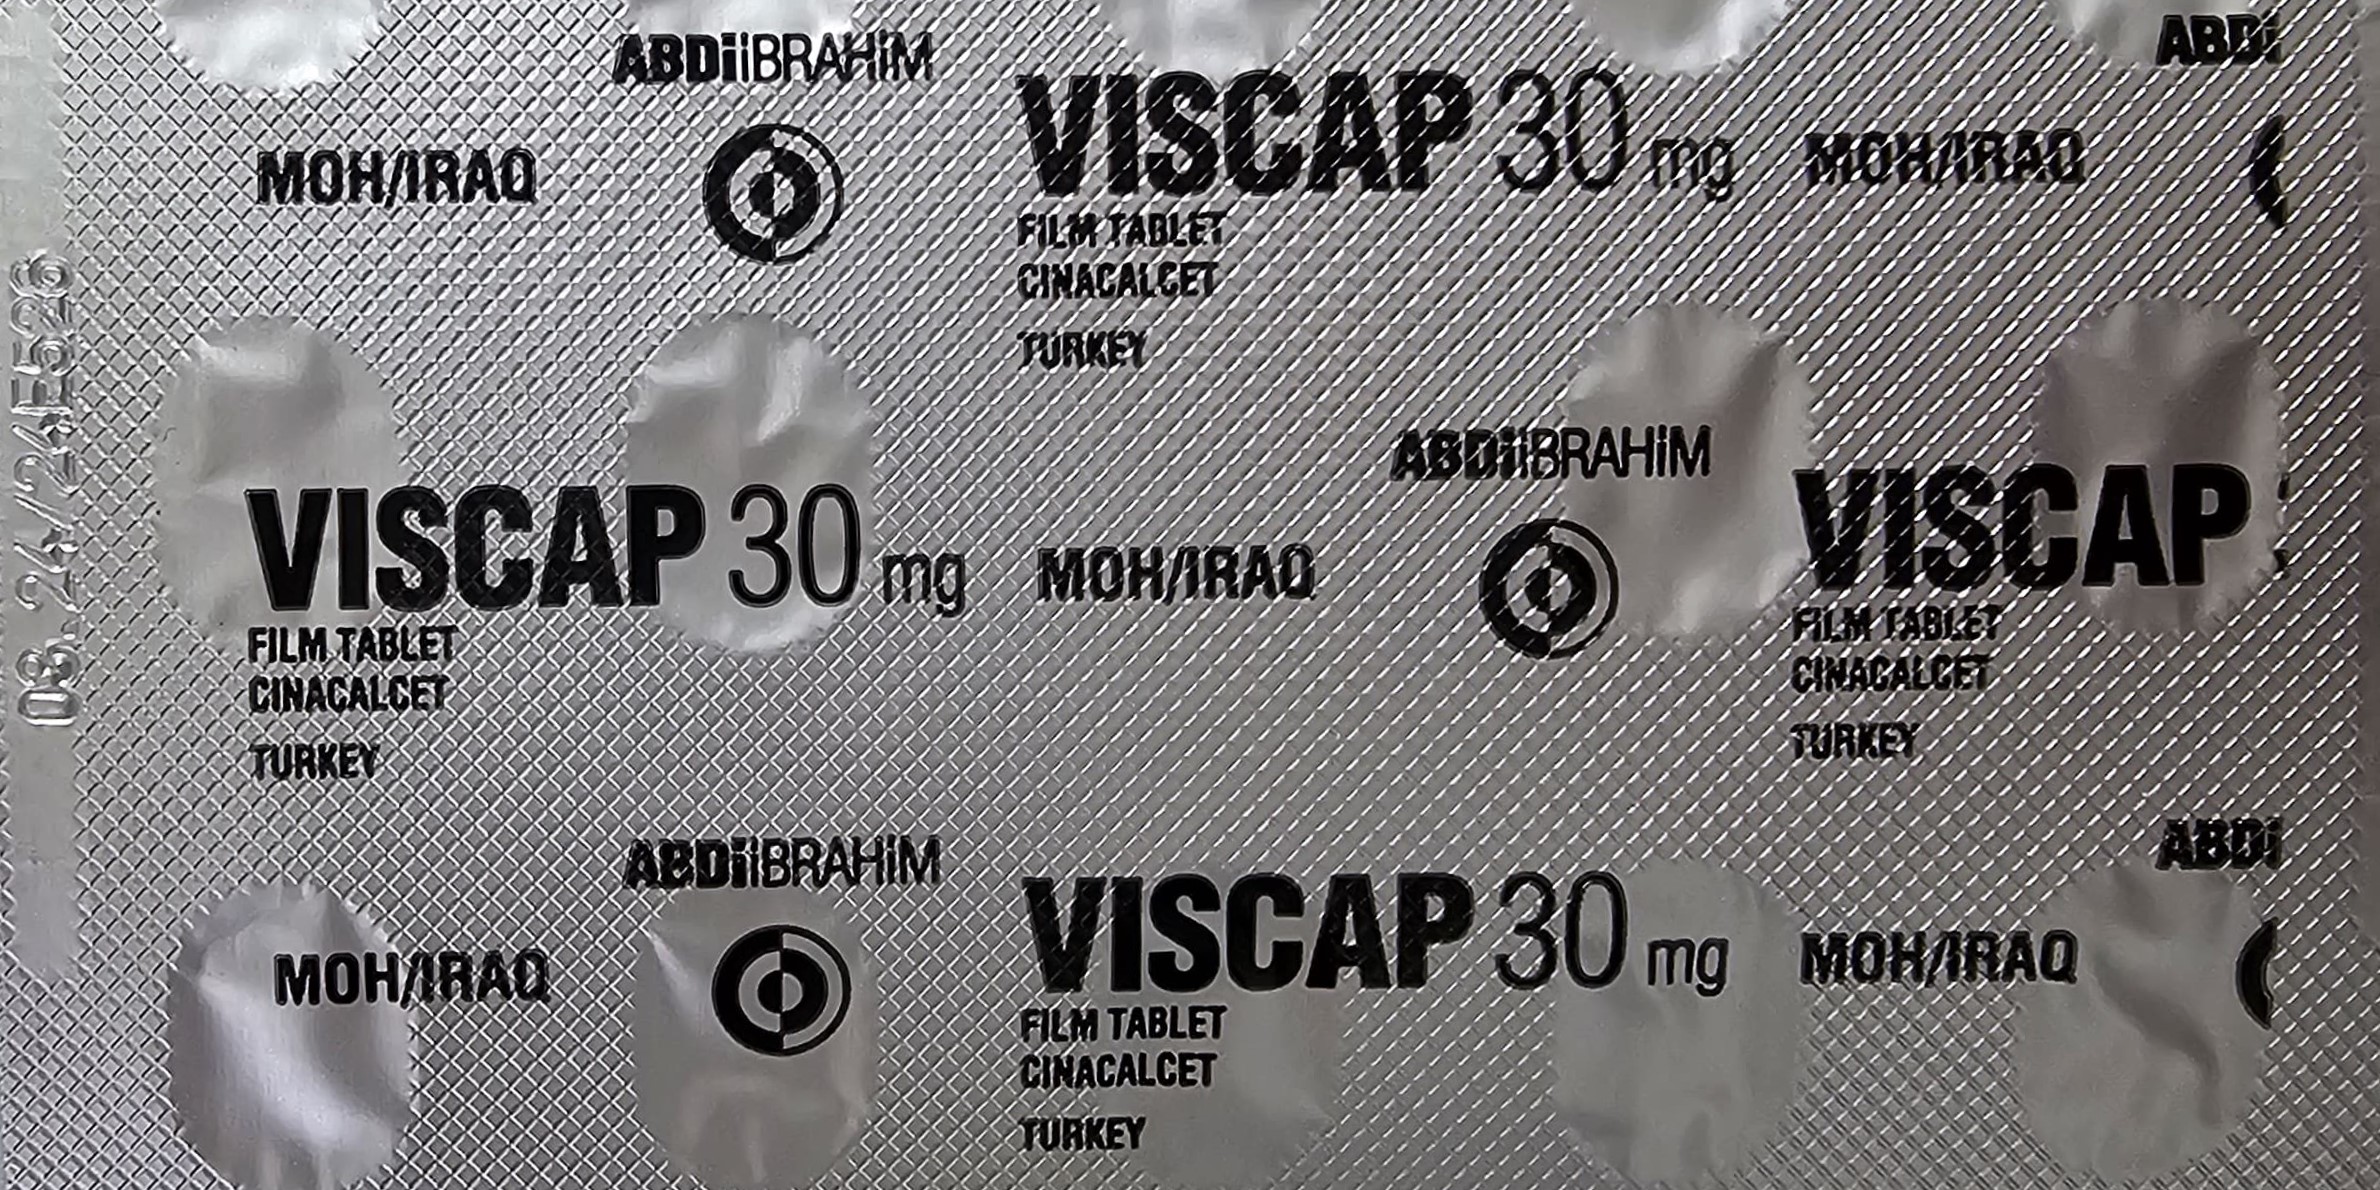 ABDiiBRAHiM
ABDi
VISCAP 30 mg
MOH/IRAQ
MOH/IRAQ
FILM TABLET
CINACALCET
TURKEY
03.24/24E526
ABDiiBRAHiM
VISCAP 30 mg
MOH/IRAQ
VISCAP
FILM TABLET
CINACALCET
TURKEY
FILM TABLET
CINACALCET
TURKEY
ABDiiBRAHiM
ABDi
MOH/IRAQ
VISCAP 30 mg
MOH/IRAQ
FILM TABLET
CINACALCET
TURKEY